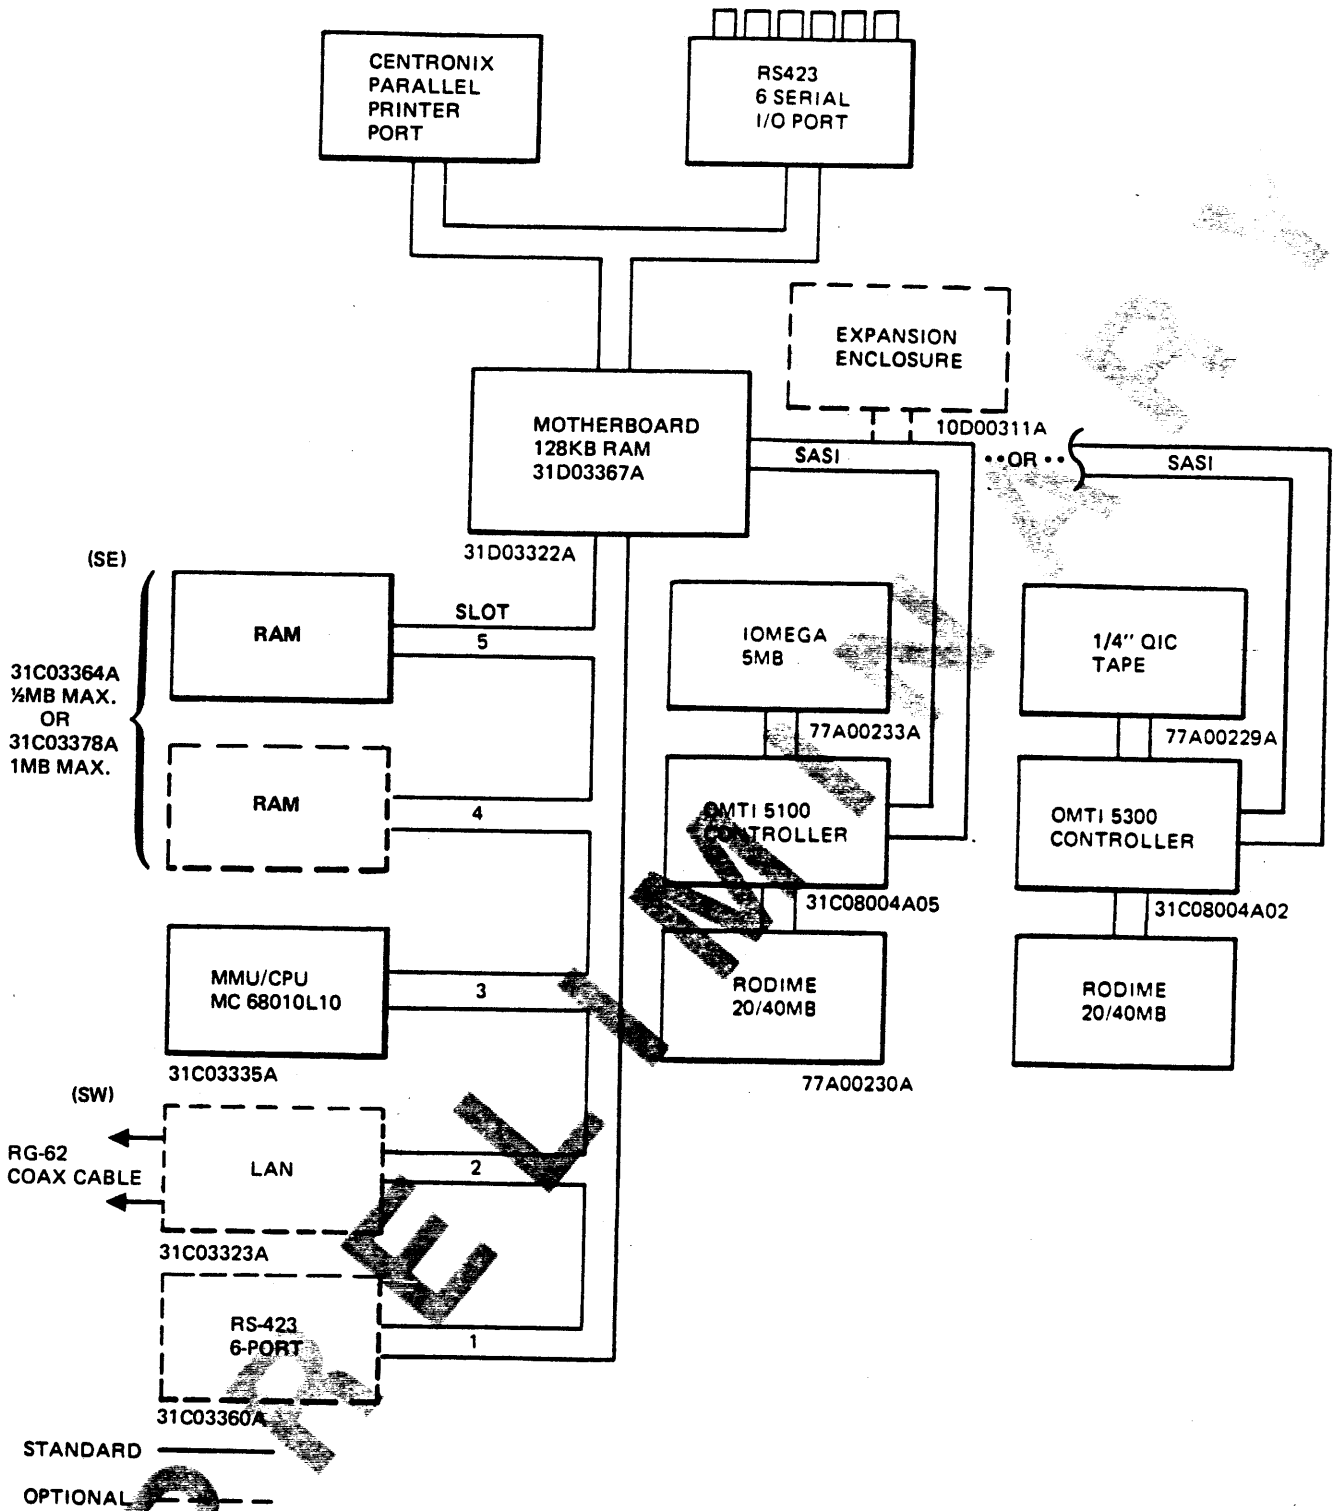 CENTRONIX
PARALLEL
PRINTER
PORT
RS423
6 SERIAL
I/O PORT
EXPANSION
ENCLOSURE
10D00311A
MOTHERBOARD
128KB RAM
31D03367A
31D03322A
SASI
••OR••
SASI
(SE)
RAM
SLOT
5
31C03364A
½MB MAX.
OR
31C03378A
1MB MAX.
RAM
4
IOMEGA
5MB
77A00233A
1/4" QIC
TAPE
77A00229A
OMTI 5100
CONTROLLER
31C08004A05
OMTI 5300
CONTROLLER
31C08004A02
MMU/CPU
MC 68010L10
3
31C03335A
RODIME
20/40MB
77A00230A
RODIME
20/40MB
(SW)
RG-62
COAX CABLE
LAN
2
31C03323A
RS-423
6-PORT
1
31C03360A
STANDARD
OPTIONAL
PRELIMINARY